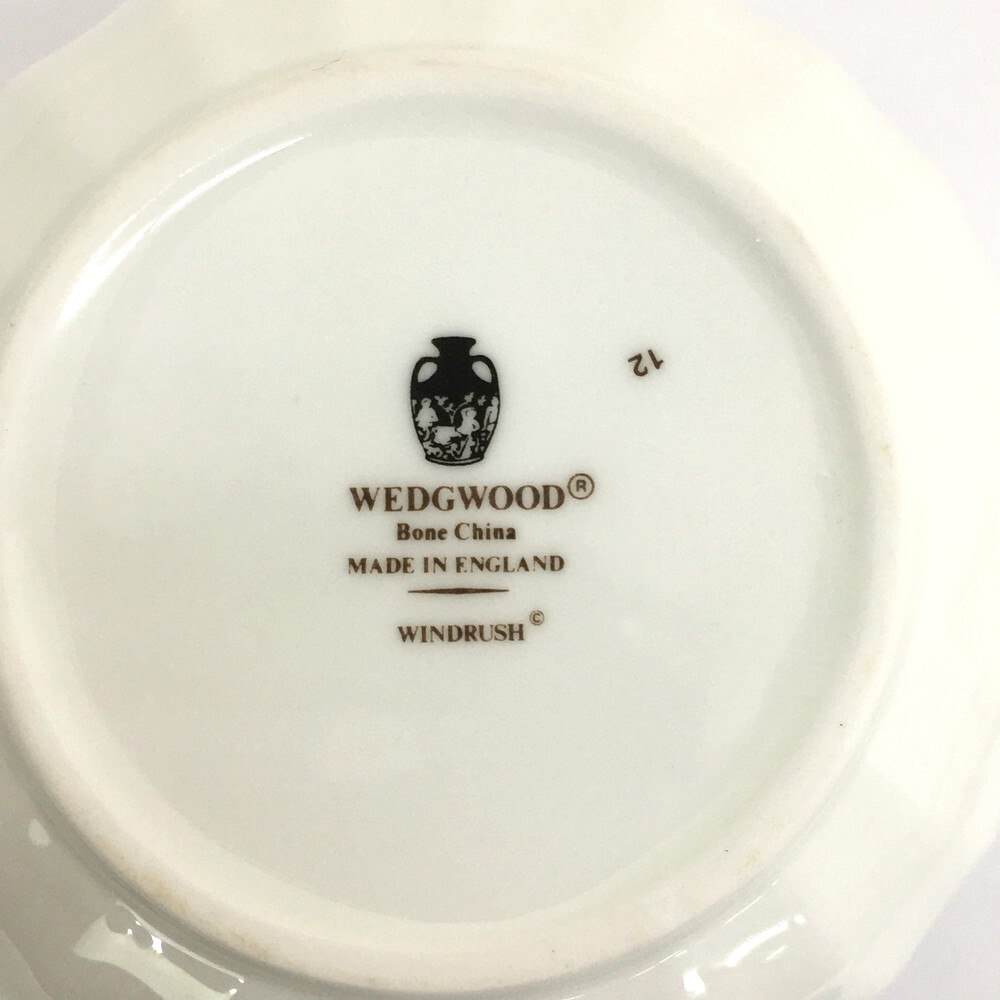 12
WEDGWOOD®
Bone China
MADE IN ENGLAND
WINDRUSH©